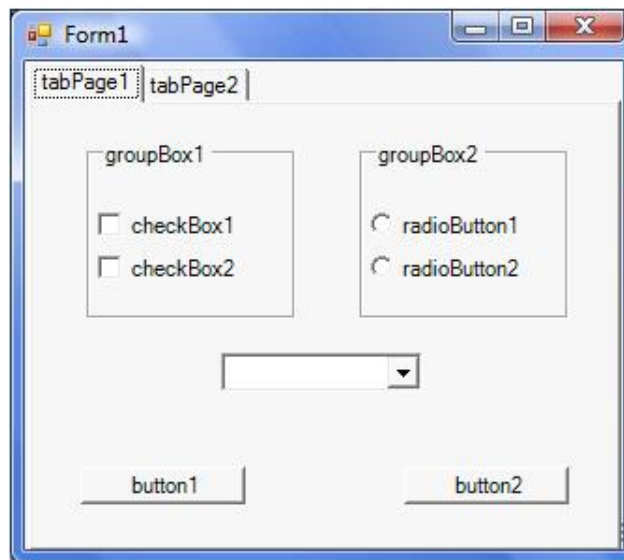 Form1
tabPage1 tabPage2
groupBox1 groupBox2
checkBox1 radioButton1
checkBox2 radioButton2
button1 button2